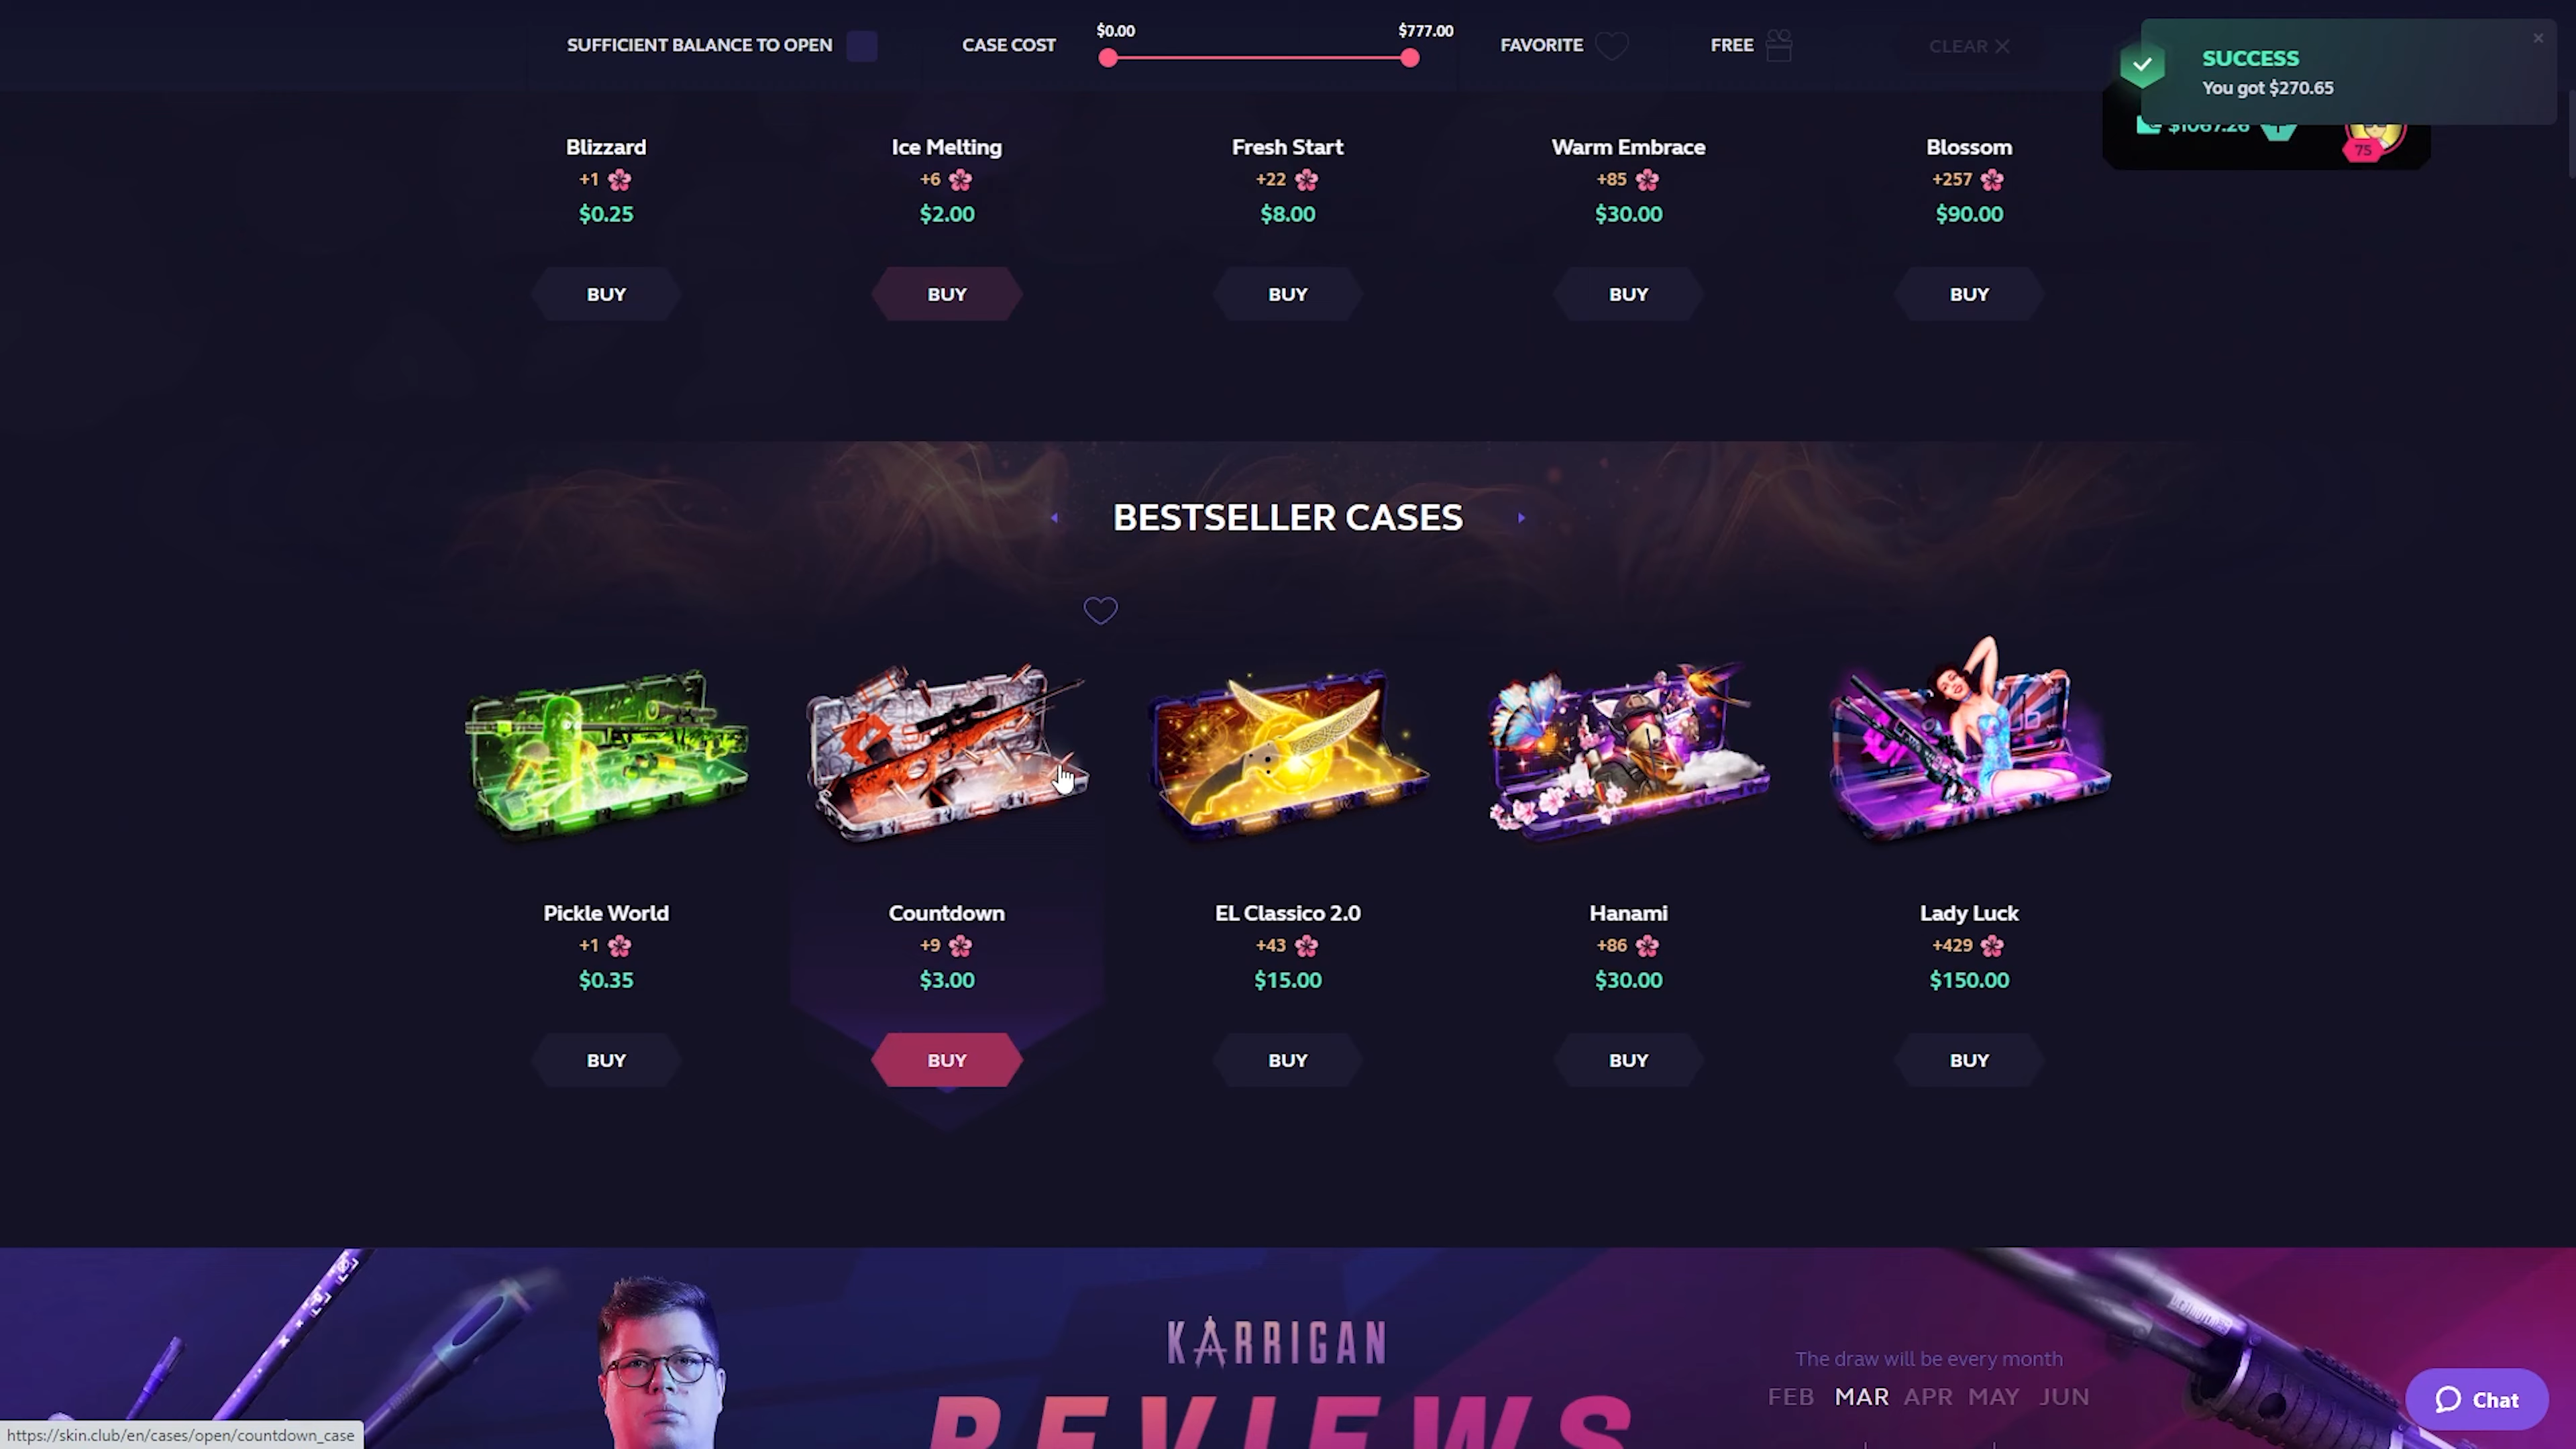 SUFFICIENT BALANCE TO OPEN
CASE COST
$0.00
$777.00
FAVORITE
FREE
CLEAR
SUCCESS
You got $270.65
$1067.26
75
Blizzard
Ice Melting
Fresh Start
Warm Embrace
Blossom
+1
+6
+22
+85
+257
$0.25
$2.00
$8.00
$30.00
$90.00
BUY
BUY
BUY
BUY
BUY
BESTSELLER CASES
Pickle World
Countdown
EL Classico 2.0
Hanami
Lady Luck
+1
+9
+43
+86
+429
$0.35
$3.00
$15.00
$30.00
$150.00
BUY
BUY
BUY
BUY
BUY
KARRIGAN
REVIEWS
The draw will be every month
FEB MAR APR MAY JUN
Chat
https://skin.club/en/cases/open/countdown_case